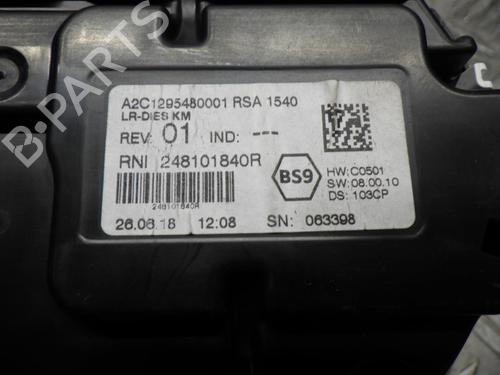 A2C1295480001 RSA 1540
LR-DIES KM
REV: 01 IND: ---
RNI 248101840R
BS9
HW: C0501
SW: 08.00.10
DS: 103CP
248101840R
26.06.18 12:08 SN: 063398
B-PARTS